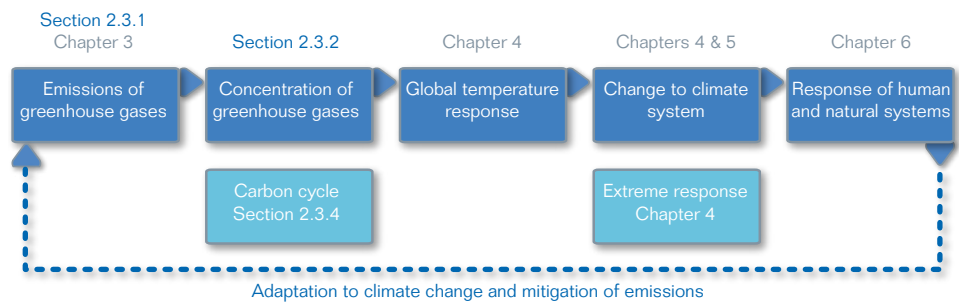 Section 2.3.1
Chapter 3
Section 2.3.2
Chapter 4
Chapters 4 & 5
Chapter 6
Emissions of
greenhouse gases
Concentration of
greenhouse gases
Global temperature
response
Change to climate
system
Response of human
and natural systems
Carbon cycle
Section 2.3.4
Extreme response
Chapter 4
Adaptation to climate change and mitigation of emissions